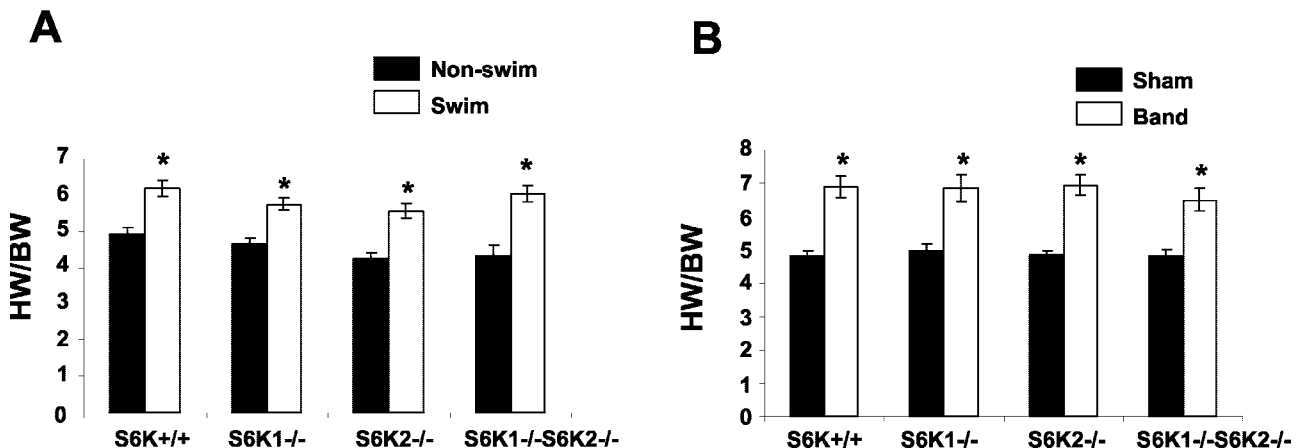 A
Non-swim
Swim
HW/BW
7
6
5
4
3
2
1
0
*
*
*
*
S6K+/+
S6K1-/-
S6K2-/-
S6K1-/-S6K2-/-
B
Sham
Band
HW/BW
8
7
6
5
4
3
2
1
0
*
*
*
*
S6K+/+
S6K1-/-
S6K2-/-
S6K1-/-S6K2-/-